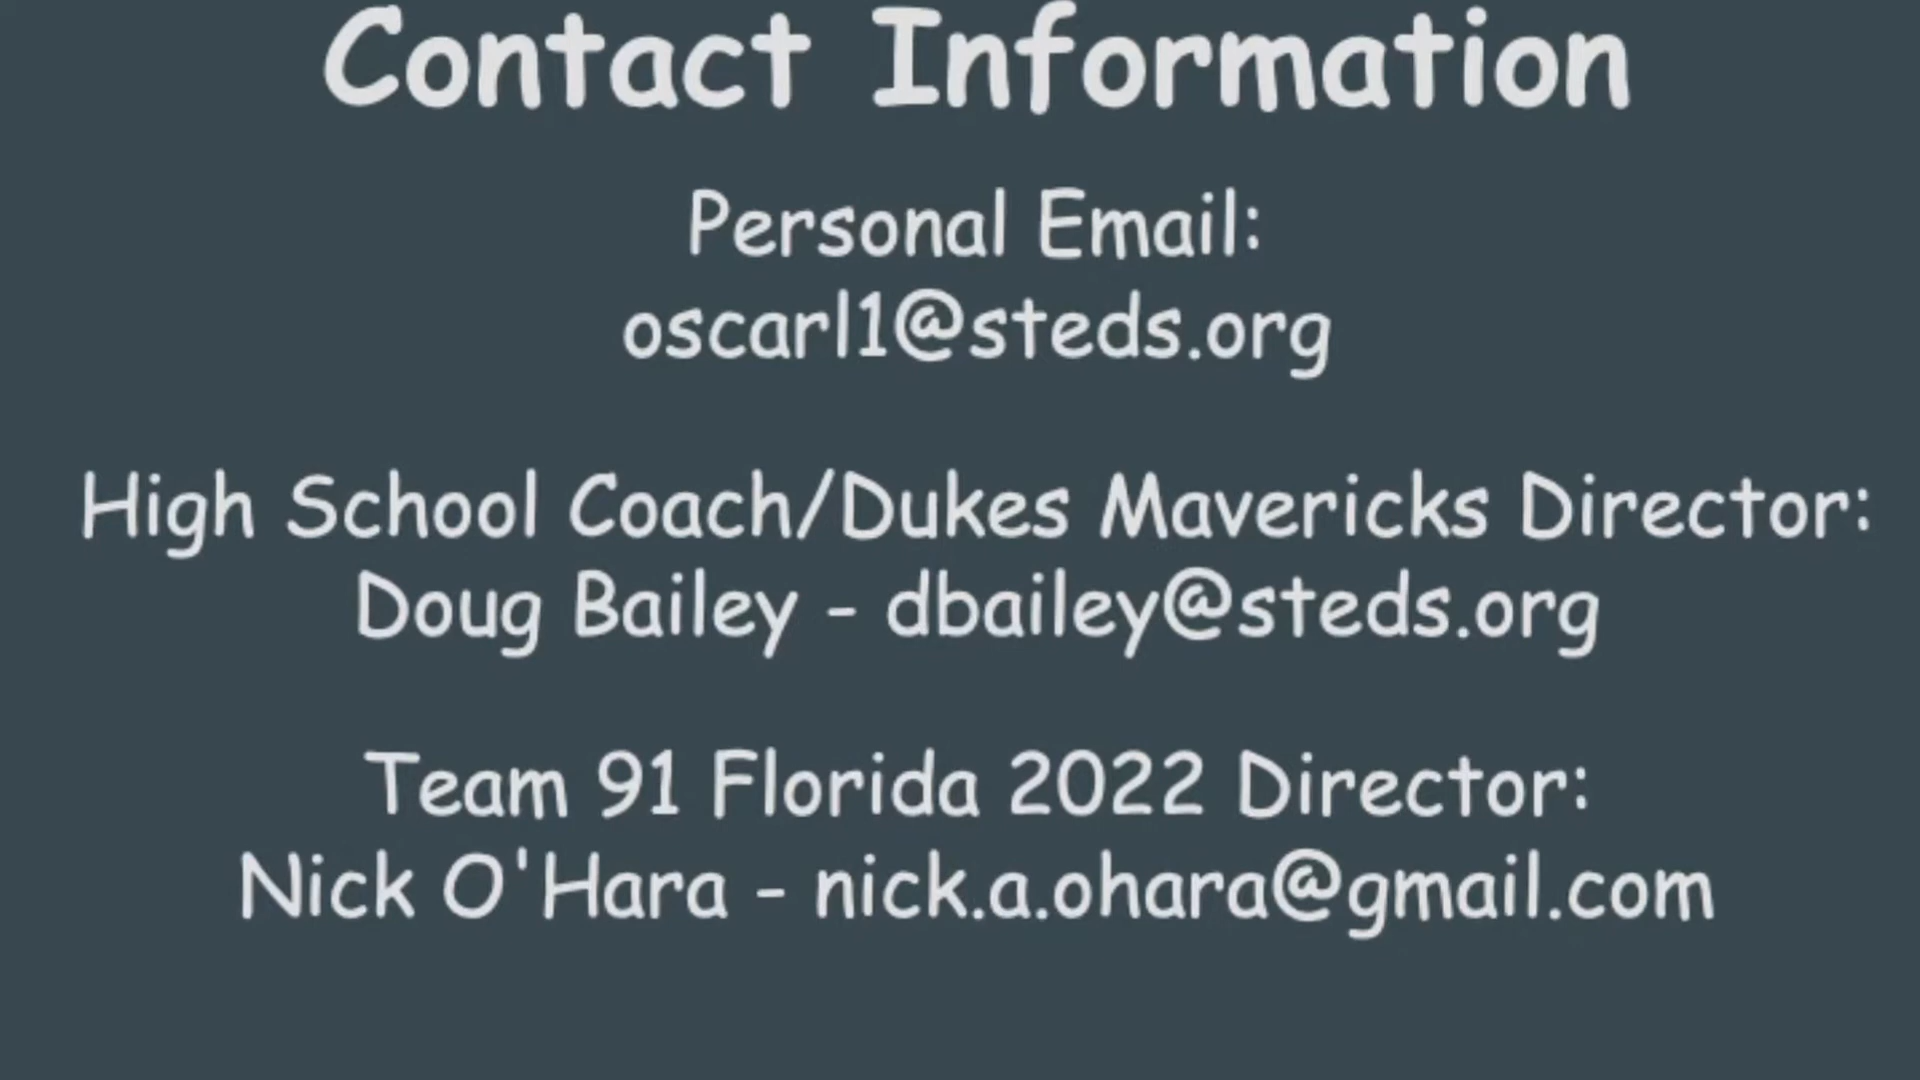 Contact Information
Personal Email:
oscarl1@steds.org
High School Coach/Dukes Mavericks Director:
Doug Bailey - dbailey@steds.org
Team 91 Florida 2022 Director:
Nick O'Hara - nick.a.ohara@gmail.com